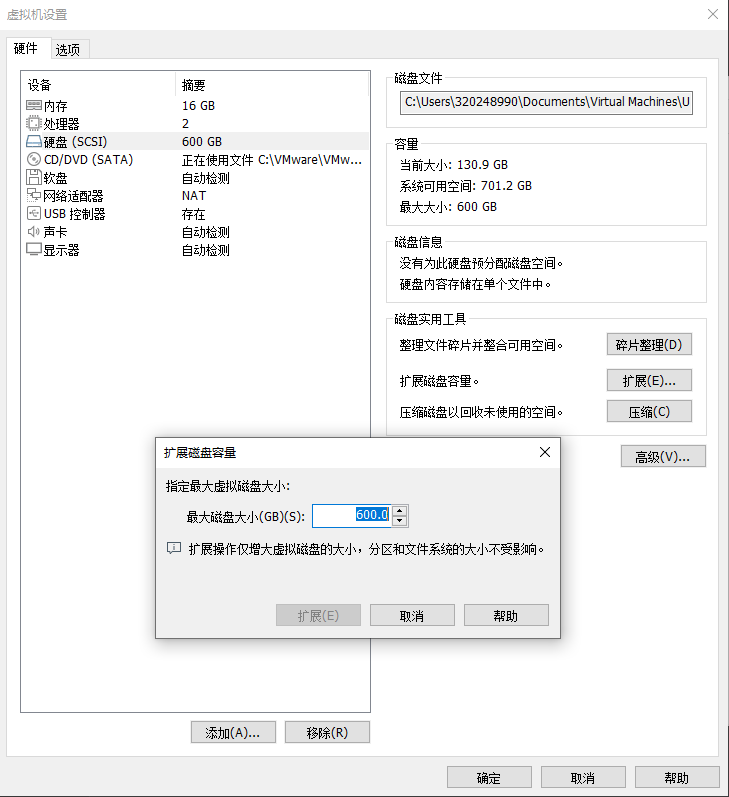 虚拟机设置
硬件 选项
设备 摘要
内存 16 GB
处理器 2
硬盘 (SCSI) 600 GB
CD/DVD (SATA) 正在使用文件 C:\VMware\VMw...
软盘 自动检测
网络适配器 NAT
USB 控制器 存在
声卡 自动检测
显示器 自动检测
添加(A)... 移除(R)
磁盘文件
C:\Users\320248990\Documents\Virtual Machines\U
容量
当前大小: 130.9 GB
系统可用空间: 701.2 GB
最大大小: 600 GB
磁盘信息
没有为此硬盘预分配磁盘空间。
硬盘内容存储在单个文件中。
磁盘实用工具
整理文件碎片并整合可用空间。 碎片整理(D)
扩展磁盘容量。 扩展(E)...
压缩磁盘以回收未使用的空间。 压缩(C)
高级(V)...
扩展磁盘容量
指定最大虚拟磁盘大小:
最大磁盘大小(GB)(S): 600.0
扩展操作仅增大虚拟磁盘的大小，分区和文件系统的大小不受影响。
扩展(E) 取消 帮助
确定 取消 帮助